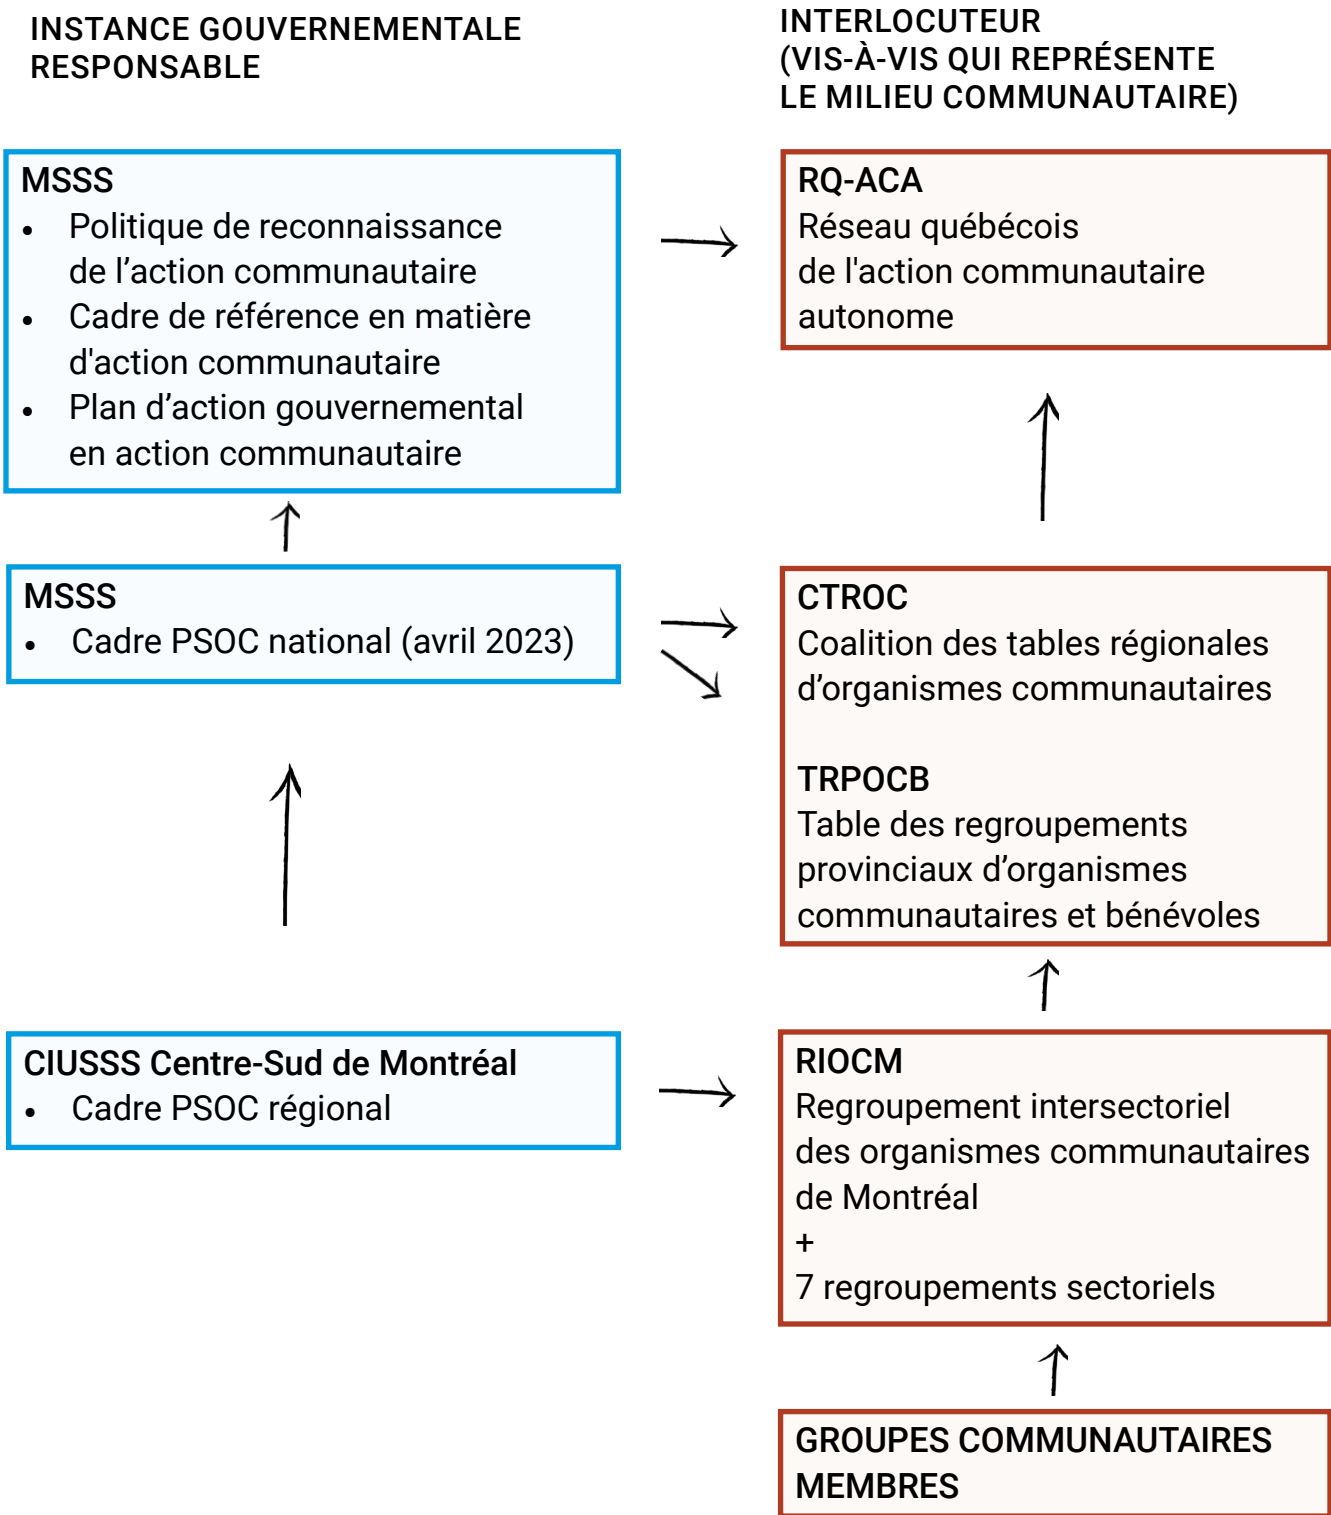 INSTANCE GOUVERNEMENTALE
RESPONSABLE
INTERLOCUTEUR
(VIS-À-VIS QUI REPRÉSENTE
LE MILIEU COMMUNAUTAIRE)
MSSS
• Politique de reconnaissance
de l’action communautaire
• Cadre de référence en matière
d'action communautaire
• Plan d’action gouvernemental
en action communautaire
RQ-ACA
Réseau québécois
de l'action communautaire
autonome
MSSS
• Cadre PSOC national (avril 2023)
CTROC
Coalition des tables régionales
d’organismes communautaires
TRPOCB
Table des regroupements
provinciaux d’organismes
communautaires et bénévoles
CIUSSS Centre-Sud de Montréal
• Cadre PSOC régional
RIOCM
Regroupement intersectoriel
des organismes communautaires
de Montréal
+
7 regroupements sectoriels
GROUPES COMMUNAUTAIRES
MEMBRES